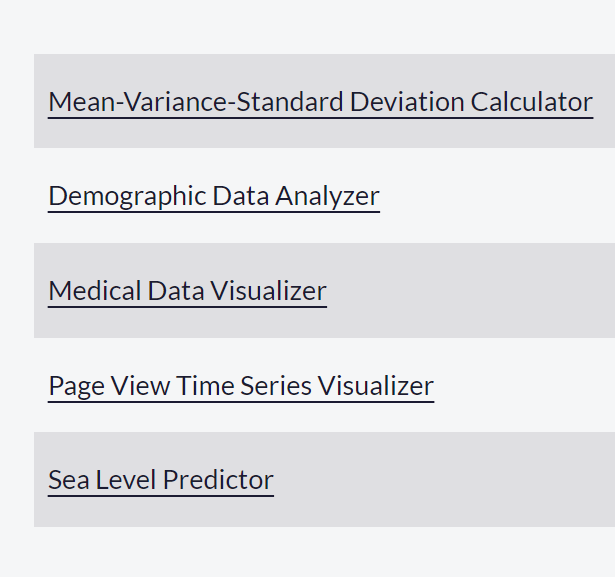 Mean-Variance-Standard Deviation Calculator
Demographic Data Analyzer
Medical Data Visualizer
Page View Time Series Visualizer
Sea Level Predictor